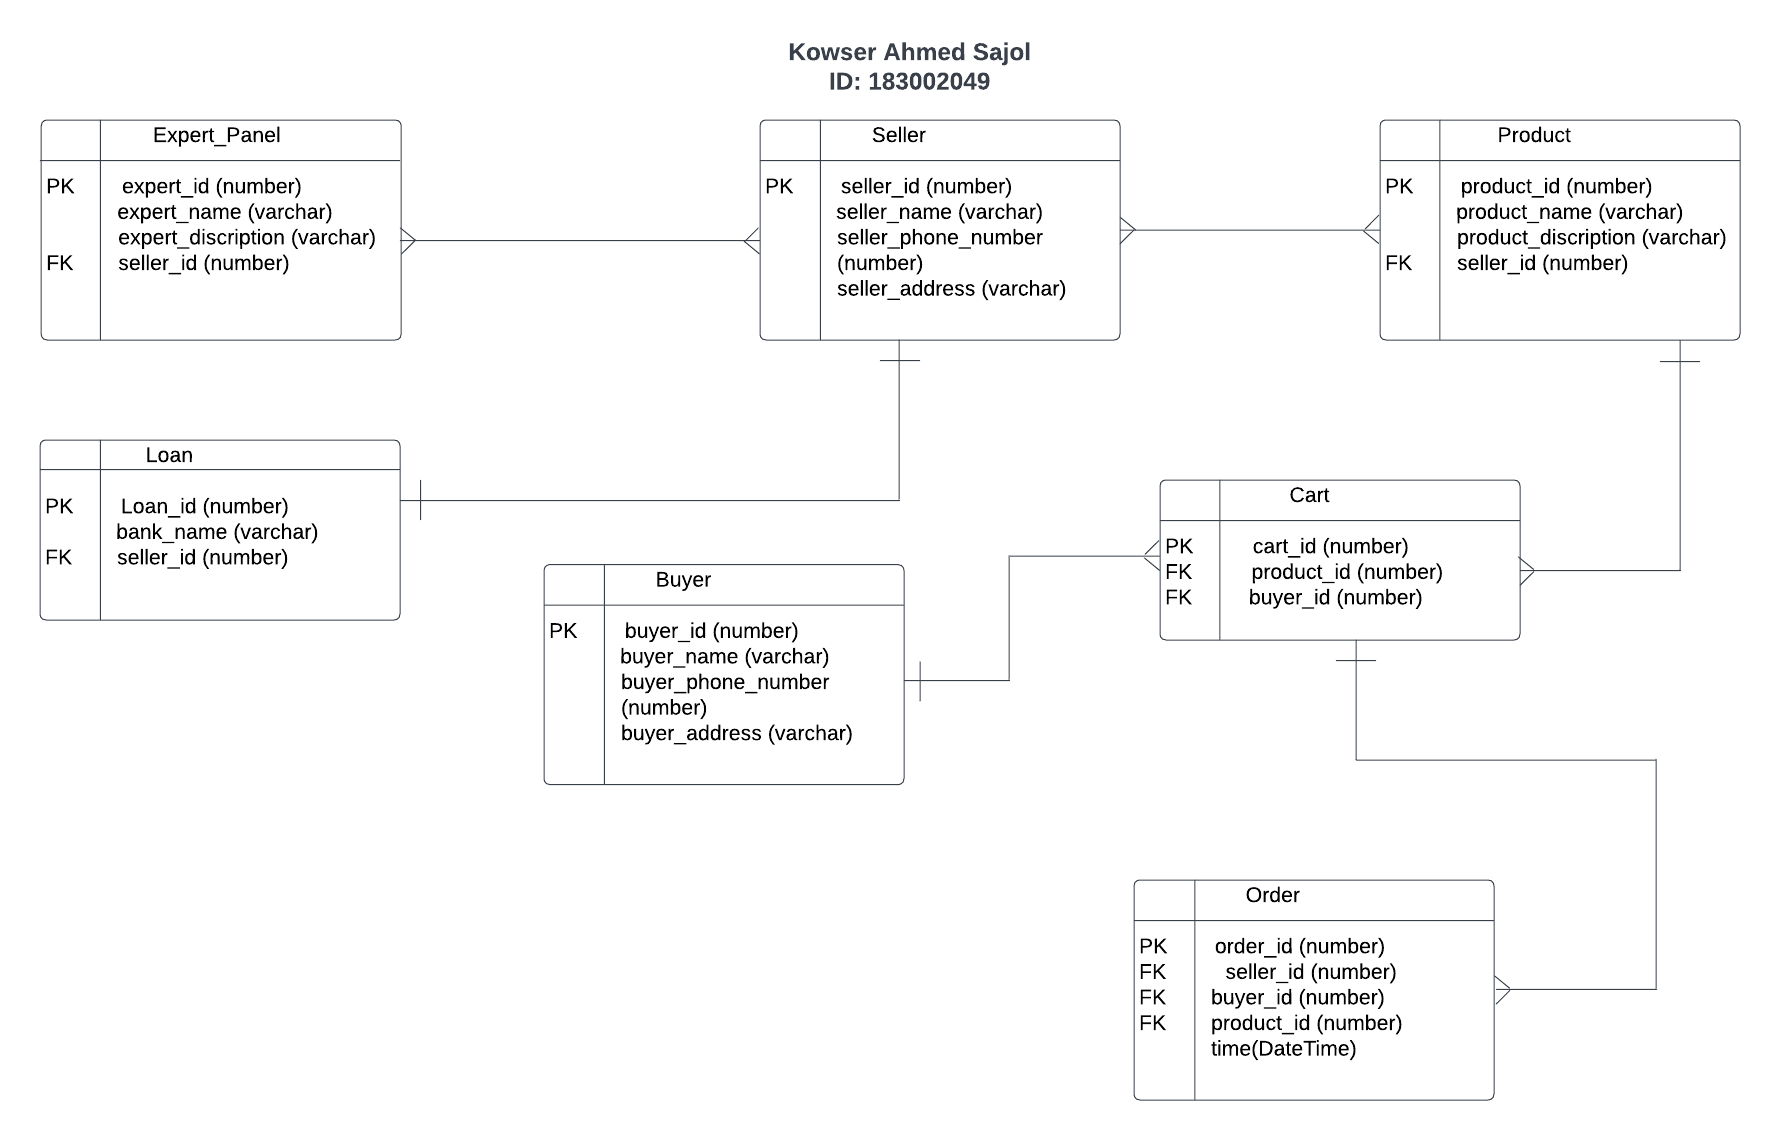 Kowser Ahmed Sajol
ID: 183002049
Expert_Panel
PK expert_id (number)
expert_name (varchar)
expert_discription (varchar)
FK seller_id (number)
Seller
PK seller_id (number)
seller_name (varchar)
seller_phone_number
(number)
seller_address (varchar)
Product
PK product_id (number)
product_name (varchar)
product_discription (varchar)
FK seller_id (number)
Loan
PK Loan_id (number)
bank_name (varchar)
FK seller_id (number)
Buyer
PK buyer_id (number)
buyer_name (varchar)
buyer_phone_number
(number)
buyer_address (varchar)
Cart
PK cart_id (number)
FK product_id (number)
FK buyer_id (number)
Order
PK order_id (number)
FK seller_id (number)
FK buyer_id (number)
FK product_id (number)
time(DateTime)